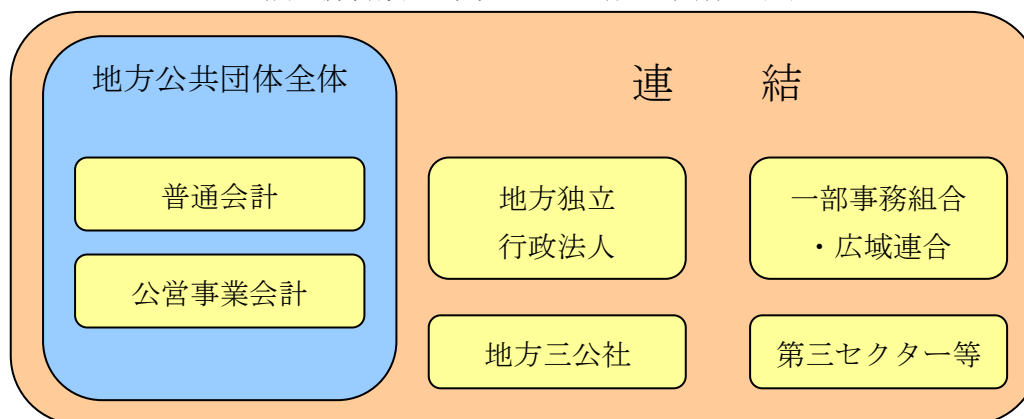 地方公共団体全体
普通会計
公営事業会計
連　結
地方独立
行政法人
一部事務組合
・広域連合
地方三公社
第三セクター等